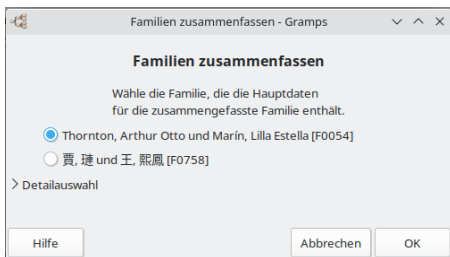 Familien zusammenfassen - Gramps
Familien zusammenfassen
Wähle die Familie, die die Hauptdaten
für die zusammengefasste Familie enthält.
Thornton, Arthur Otto und Marín, Lilla Estella [F0054]
賈, 璉 und 王, 熙鳳 [F0758]
Detailauswahl
Hilfe
Abbrechen
OK